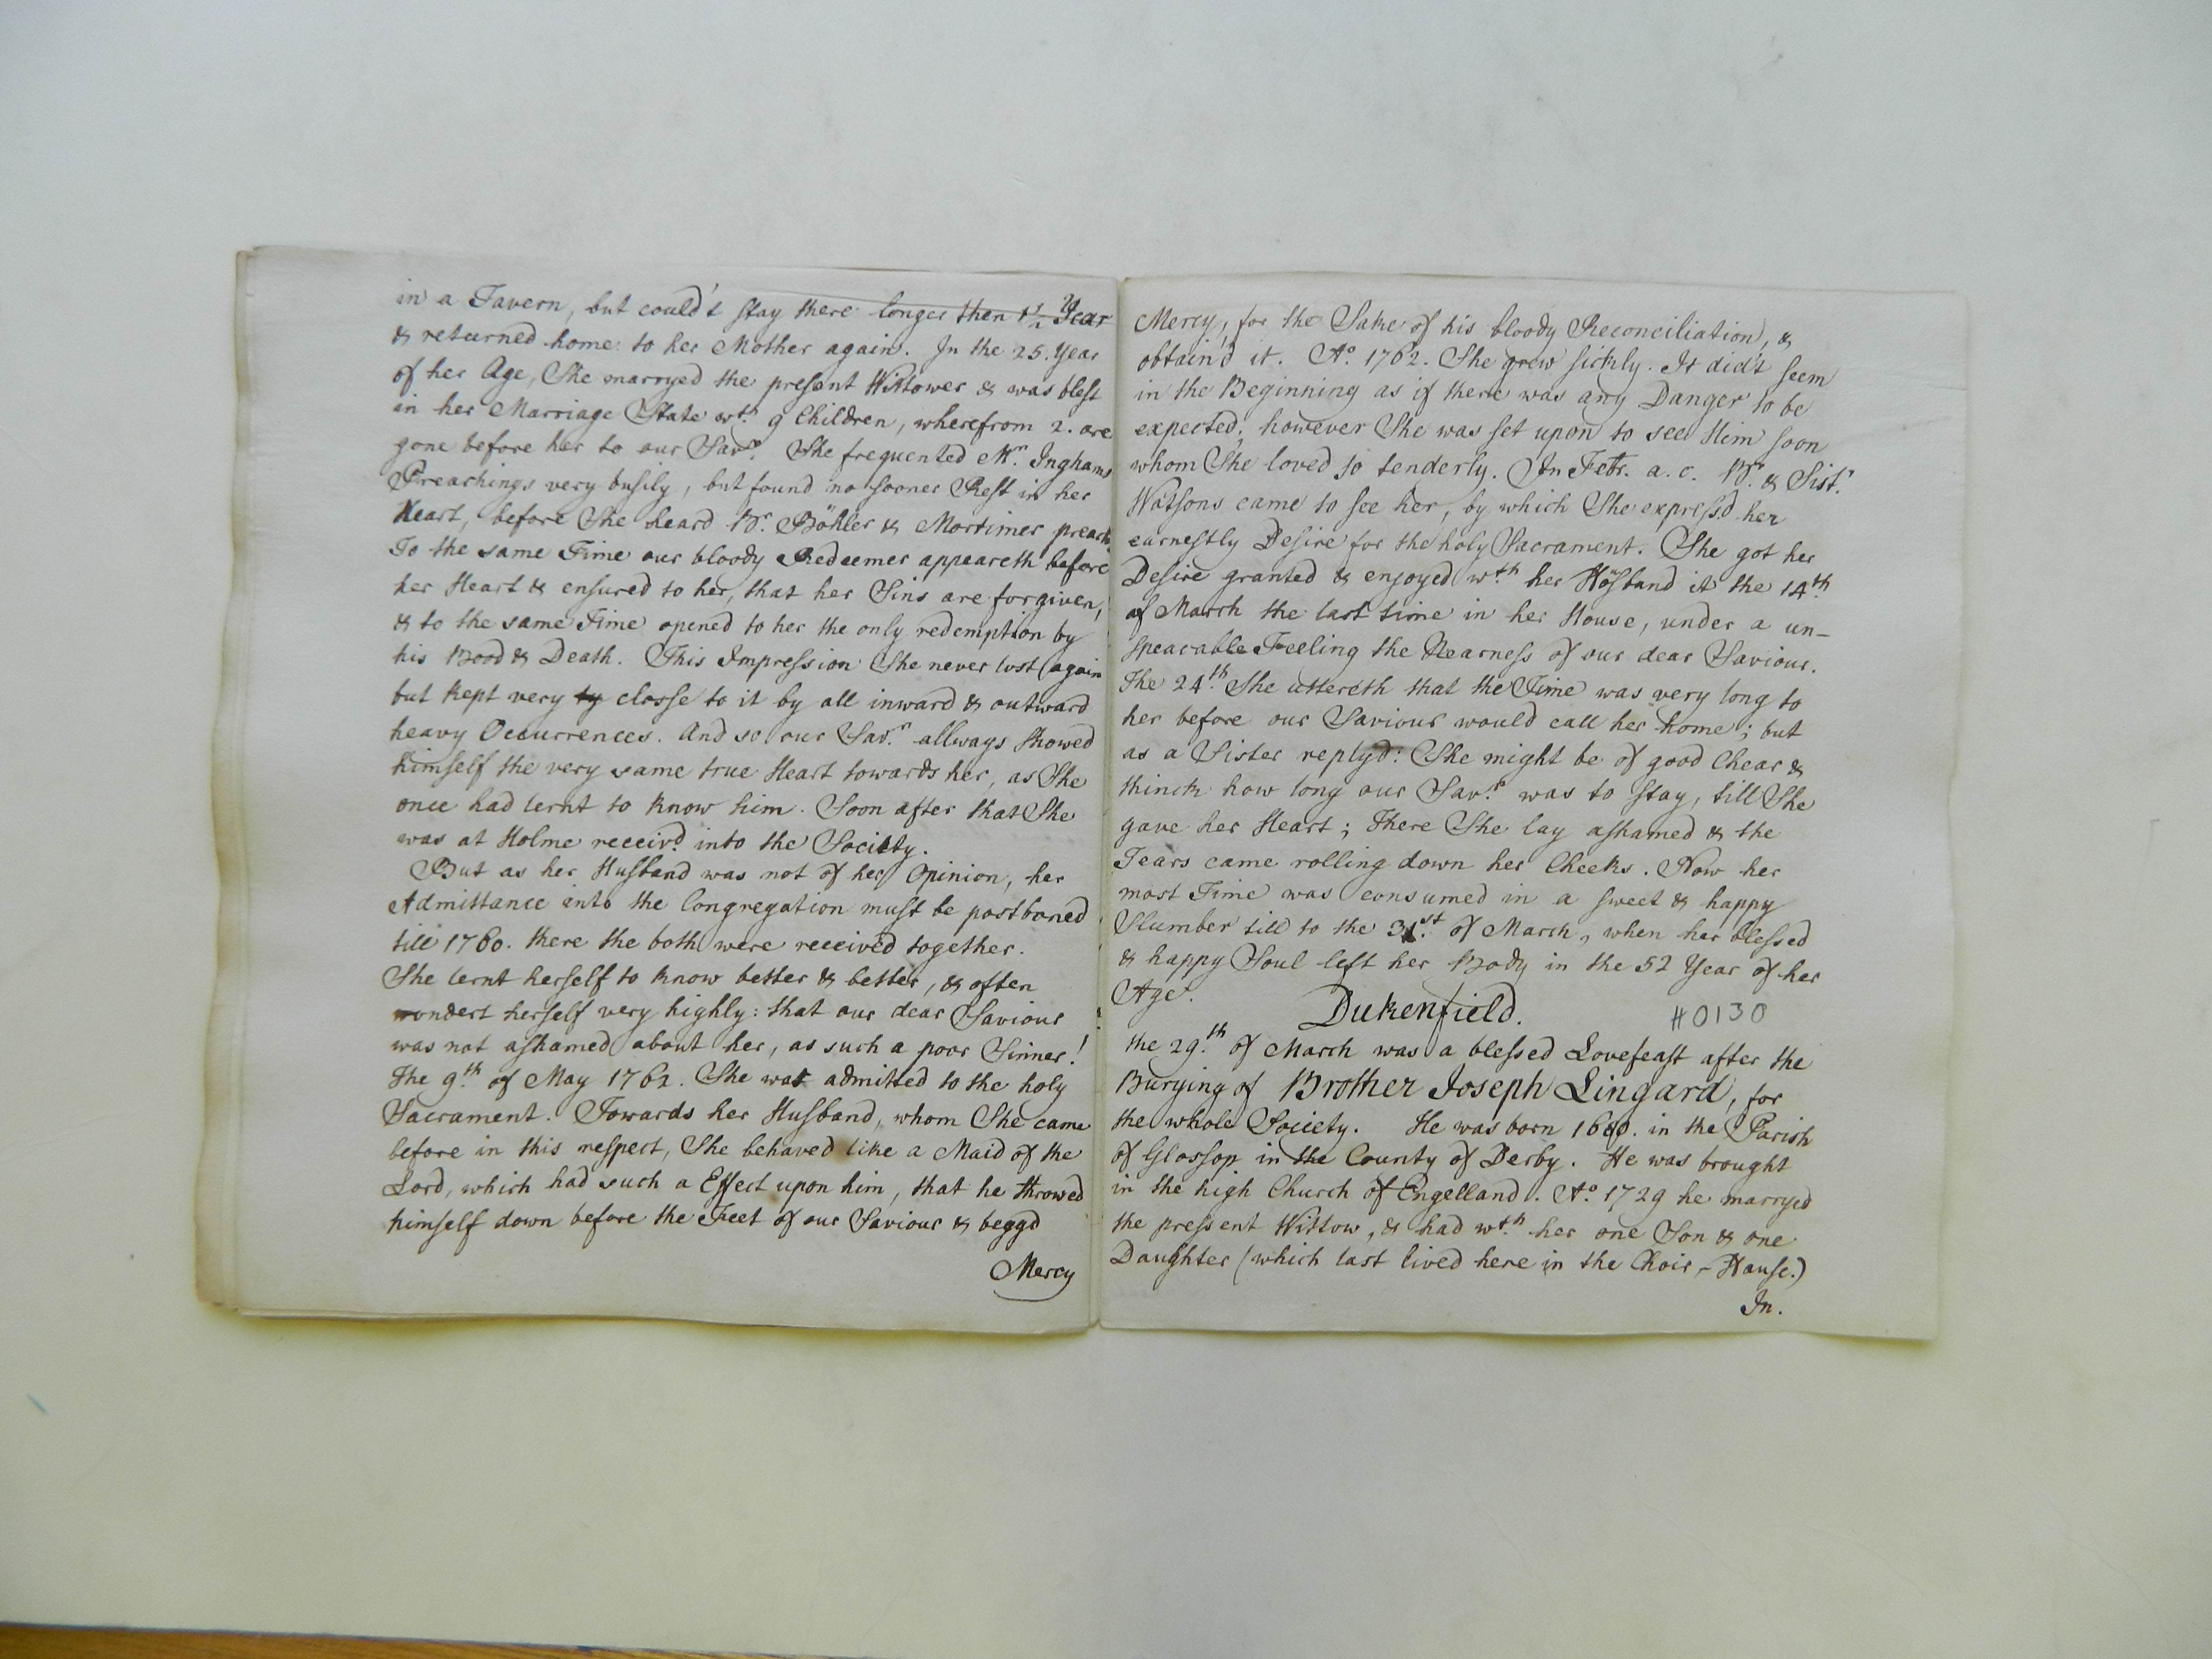 in a Tavern, but could't stay there longer then 1½ Year
& returned home to her Mother again. In the 25. Year
of her Age, She marryed the present Wittower & was blest
in her Marriage State wth. 9 Children, wherefrom 2. are
gone before her to our Savr. She frequented Mr. Inghams
Preachings very busily, but found no sooner Rest in her
Heart, before She heard Br. Böhler & Mortimer preach.
To the same Time our bloody Redeemer appeareth before
her Heart & ensured to her, that her Sins are forgiven,
& to the same Time opened to her the only redemption by
his Bood & Death. This Impression She never lost again
but kept very ty closse to it by all inward & outward
heavy Occurrences. And so our Savr. allways showed
himself the very same true Heart towards her, as She
once had lernt to know him. Soon after that She
was at Holme receivd into the Society.
But as her Husband was not of her Opinion, her
Admittance into the Congregation must be postboned
till 1760. there the both were received together.
She lernt herself to know better & better, & often
wondert herself very highly: that our dear Saviour
was not ashamed about her, as such a poor Sinner!
The 9th. of May 1762. She was admitted to the holy
Sacrament. Towards her Husband, whom She came
before in this respect, She behaved like a Maid of the
Lord, which had such a Effect upon him, that he throwed
himself down before the Feet of our Saviour & beggd
Mercy
Mercy, for the Sake of his bloody Reconciliation, &
obtain'd it. Ao. 1762. She grew sickly. It did't seem
in the Beginning as if there was any Danger to be
expected; however She was set upon to see Him soon
whom She loved so tenderly. In Febr. a. c. Br. & Sistr.
Watsons came to see her, by which She expressd her
earnestly Desire for the holy Sacrament. She got her
Desire granted & enjoyed wth. her Hosband it the 14th.
of March the last time in her House, under a un-
speacable Feeling the Nearness of our dear Saviour.
The 24th. She uttereth that the Time was very long to
her before our Saviour would call her home; but
as a Sister replyd: She might be of good Chear &
thinck how long our Savr. was to stay, till She
gave her Heart; There She lay ashamed & the
Tears came rolling down her Cheeks. Now her
most Time was consumed in a sweet & happy
Slumber till to the 31st. of March, when her blessed
& happy Soul left her Body in the 52 Year of her
Age.
Dukenfield.
#0130
the 29.th of March was a blessed Lovefeast after the
Burying of Brother Joseph Lingard, for
the whole Society. He was born in the Parish
of Glossop in the County of Derby. He was brought
in the high Church of Engelland. Ao. 1729 he marryed
the present Wittow, & had wth. her one Son & one
Daughter (which last lived here in the Choir-House.)
In.